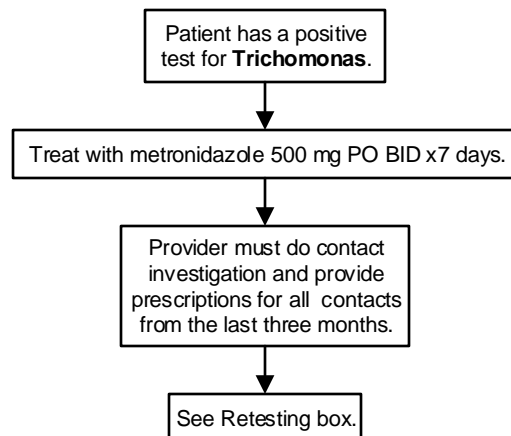 Patient has a positive
test for Trichomonas.
Treat with metronidazole 500 mg PO BID x7 days.
Provider must do contact
investigation and provide
prescriptions for all contacts
from the last three months.
See Retesting box.